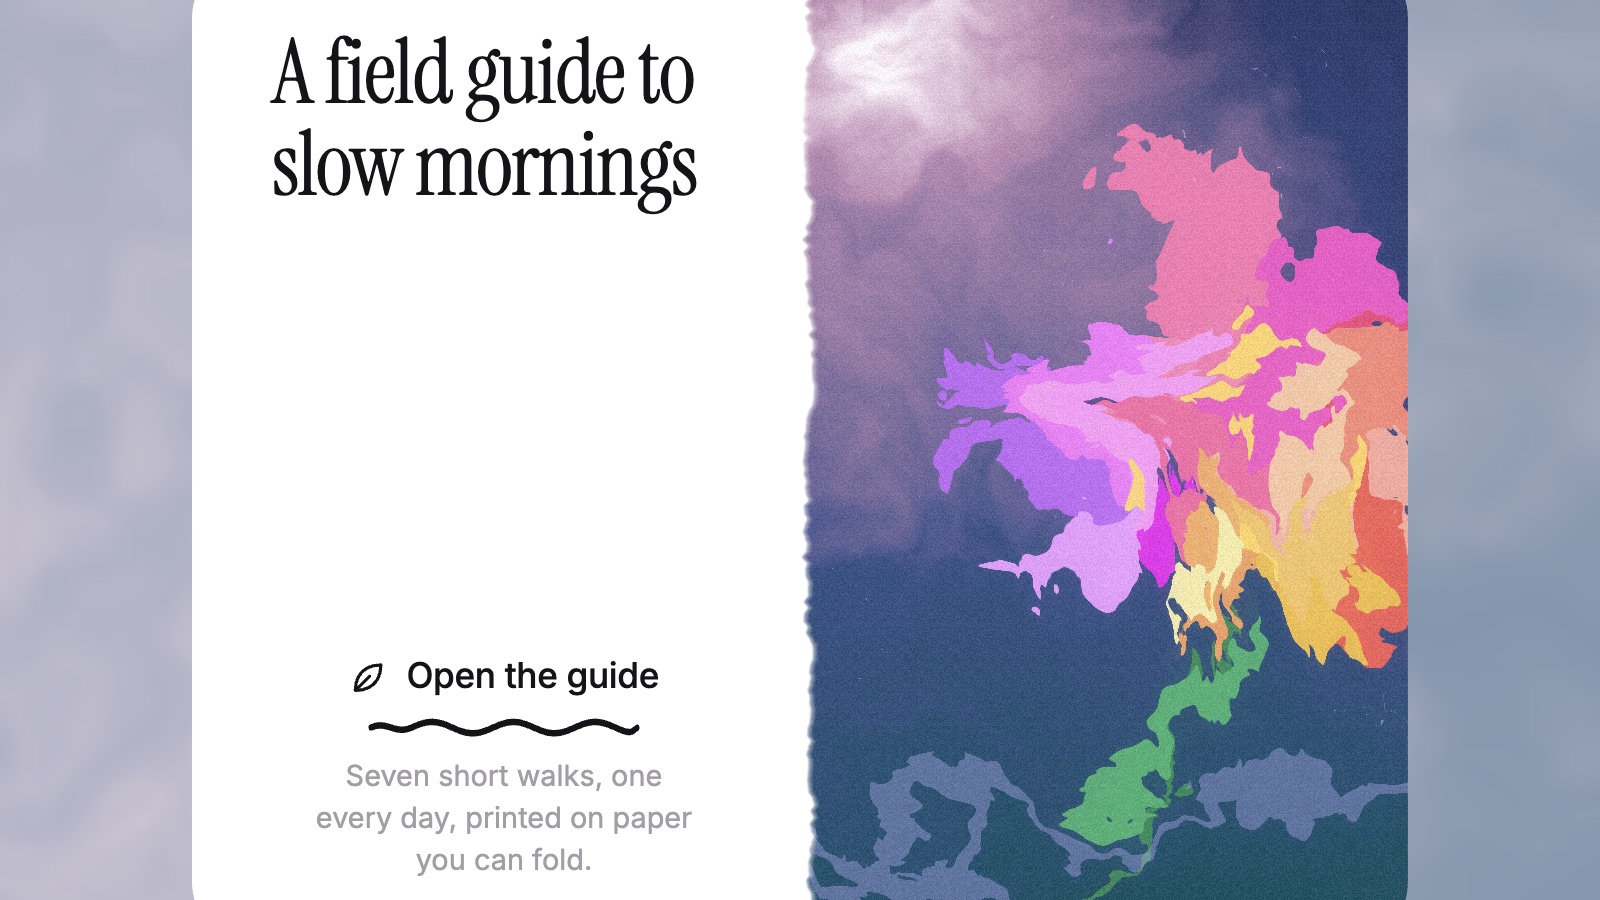 A field guide to
slow mornings
Open the guide
Seven short walks, one
every day, printed on paper
you can fold.